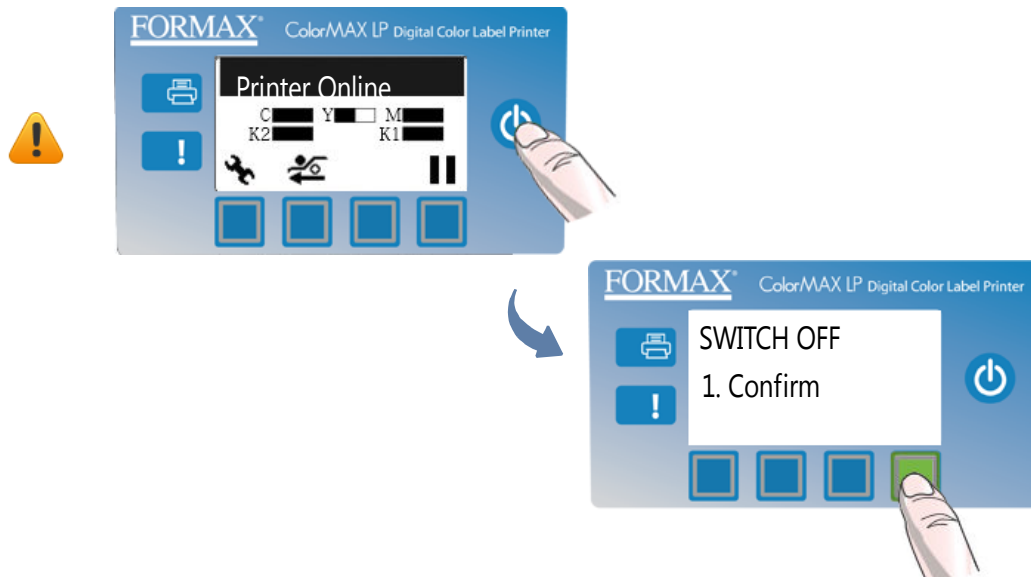 FORMAX® ColorMAX LP Digital Color Label Printer
Printer Online
C Y M
K2 K1
!
FORMAX® ColorMAX LP Digital Color Label Printer
SWITCH OFF
1. Confirm
!